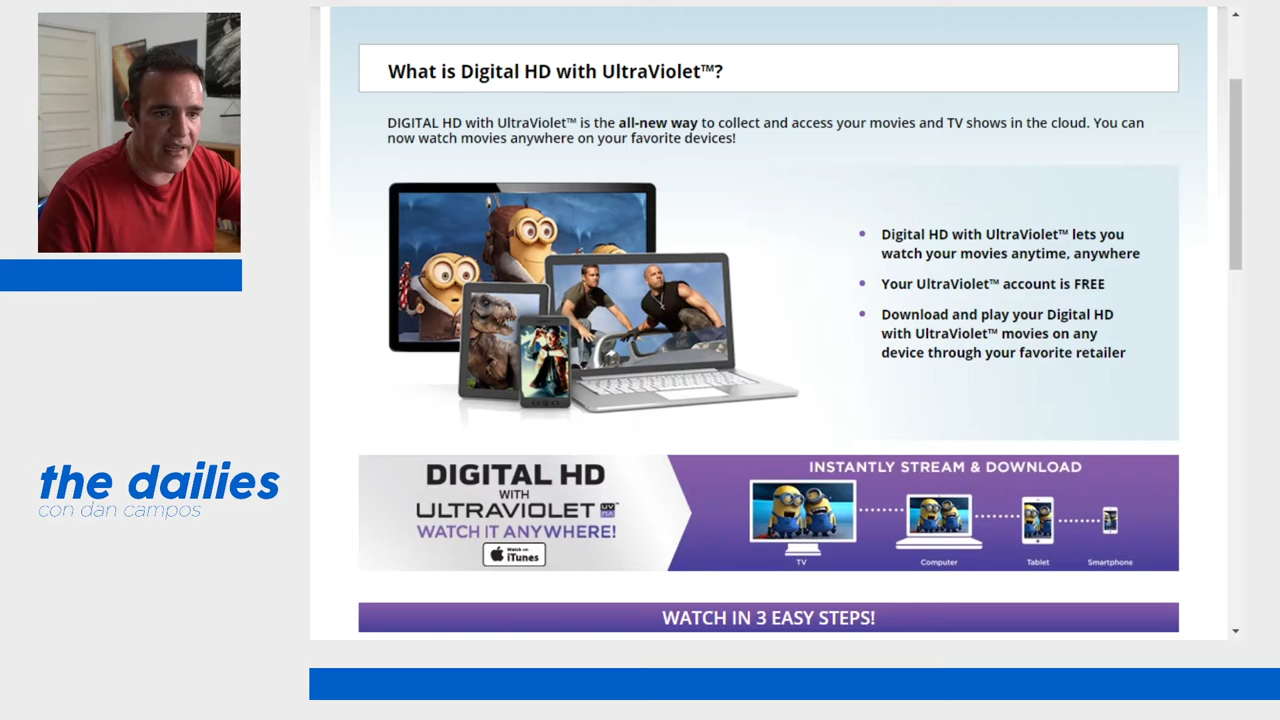 What is Digital HD with UltraViolet™?
DIGITAL HD with UltraViolet™ is the all-new way to collect and access your movies and TV shows in the cloud. You can
now watch movies anywhere on your favorite devices!
Digital HD with UltraViolet™ lets you
watch your movies anytime, anywhere
Your UltraViolet™ account is FREE
Download and play your Digital HD
with UltraViolet™ movies on any
device through your favorite retailer
the dailies
con dan campos
DIGITAL HD
WITH
ULTRAVIOLET UV™
WATCH IT ANYWHERE!
Watch on
iTunes
INSTANTLY STREAM & DOWNLOAD
TV
Computer
Tablet
Smartphone
WATCH IN 3 EASY STEPS!